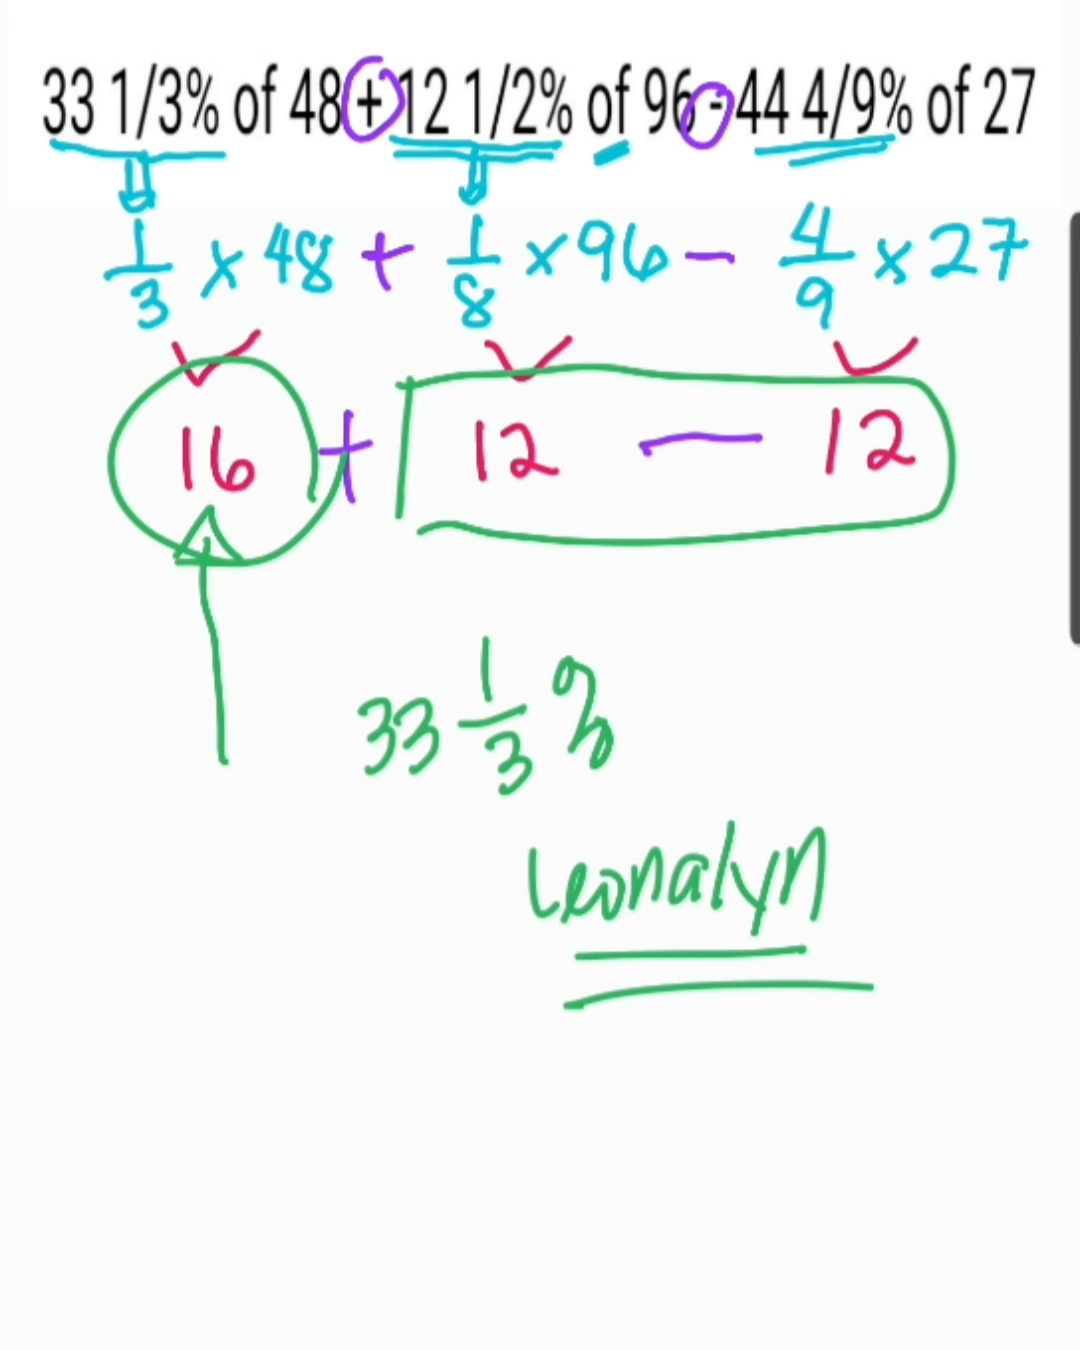 33 1/3% of 48 + 12 1/2% of 96 - 44 4/9% of 27
1/3 x 48 + 1/8 x 96 - 4/9 x 27
16 + 12 - 12
33 1/3 %
Leonalyn